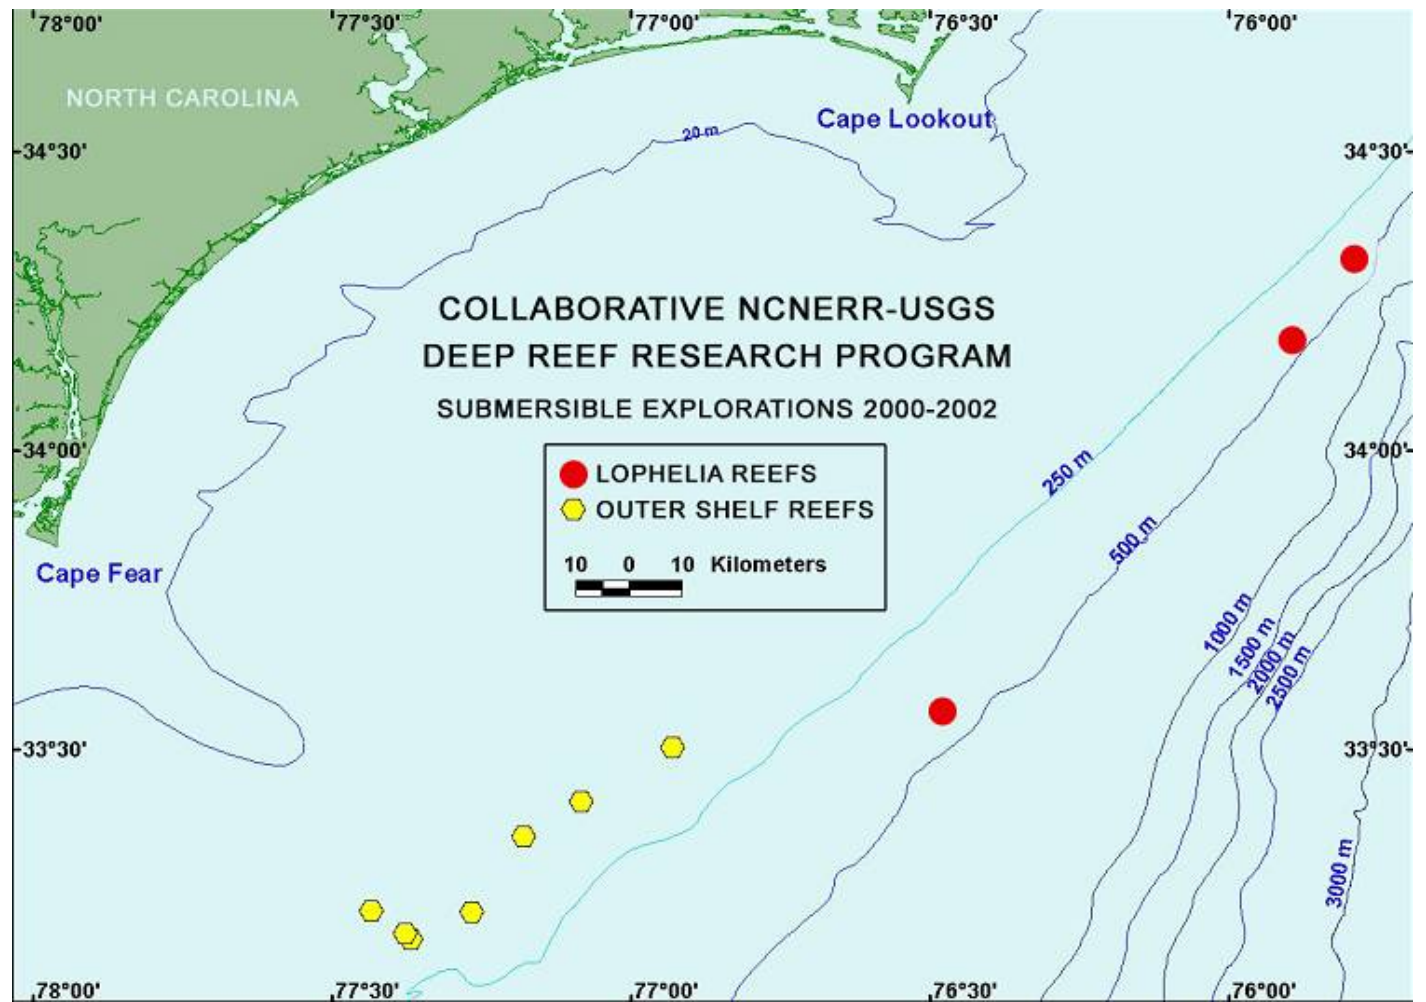 78°00' 77°30' 77°00' 76°30' 76°00'
NORTH CAROLINA
Cape Lookout
20 m
34°30' 34°30'
COLLABORATIVE NCNERR-USGS
DEEP REEF RESEARCH PROGRAM
SUBMERSIBLE EXPLORATIONS 2000-2002
34°00' 34°00'
LOPHELIA REEFS
OUTER SHELF REEFS
10 0 10 Kilometers
250 m
500 m
Cape Fear
1000 m
1500 m
2000 m
2500 m
33°30' 33°30'
3000 m
78°00' 77°30' 77°00' 76°30' 76°00'